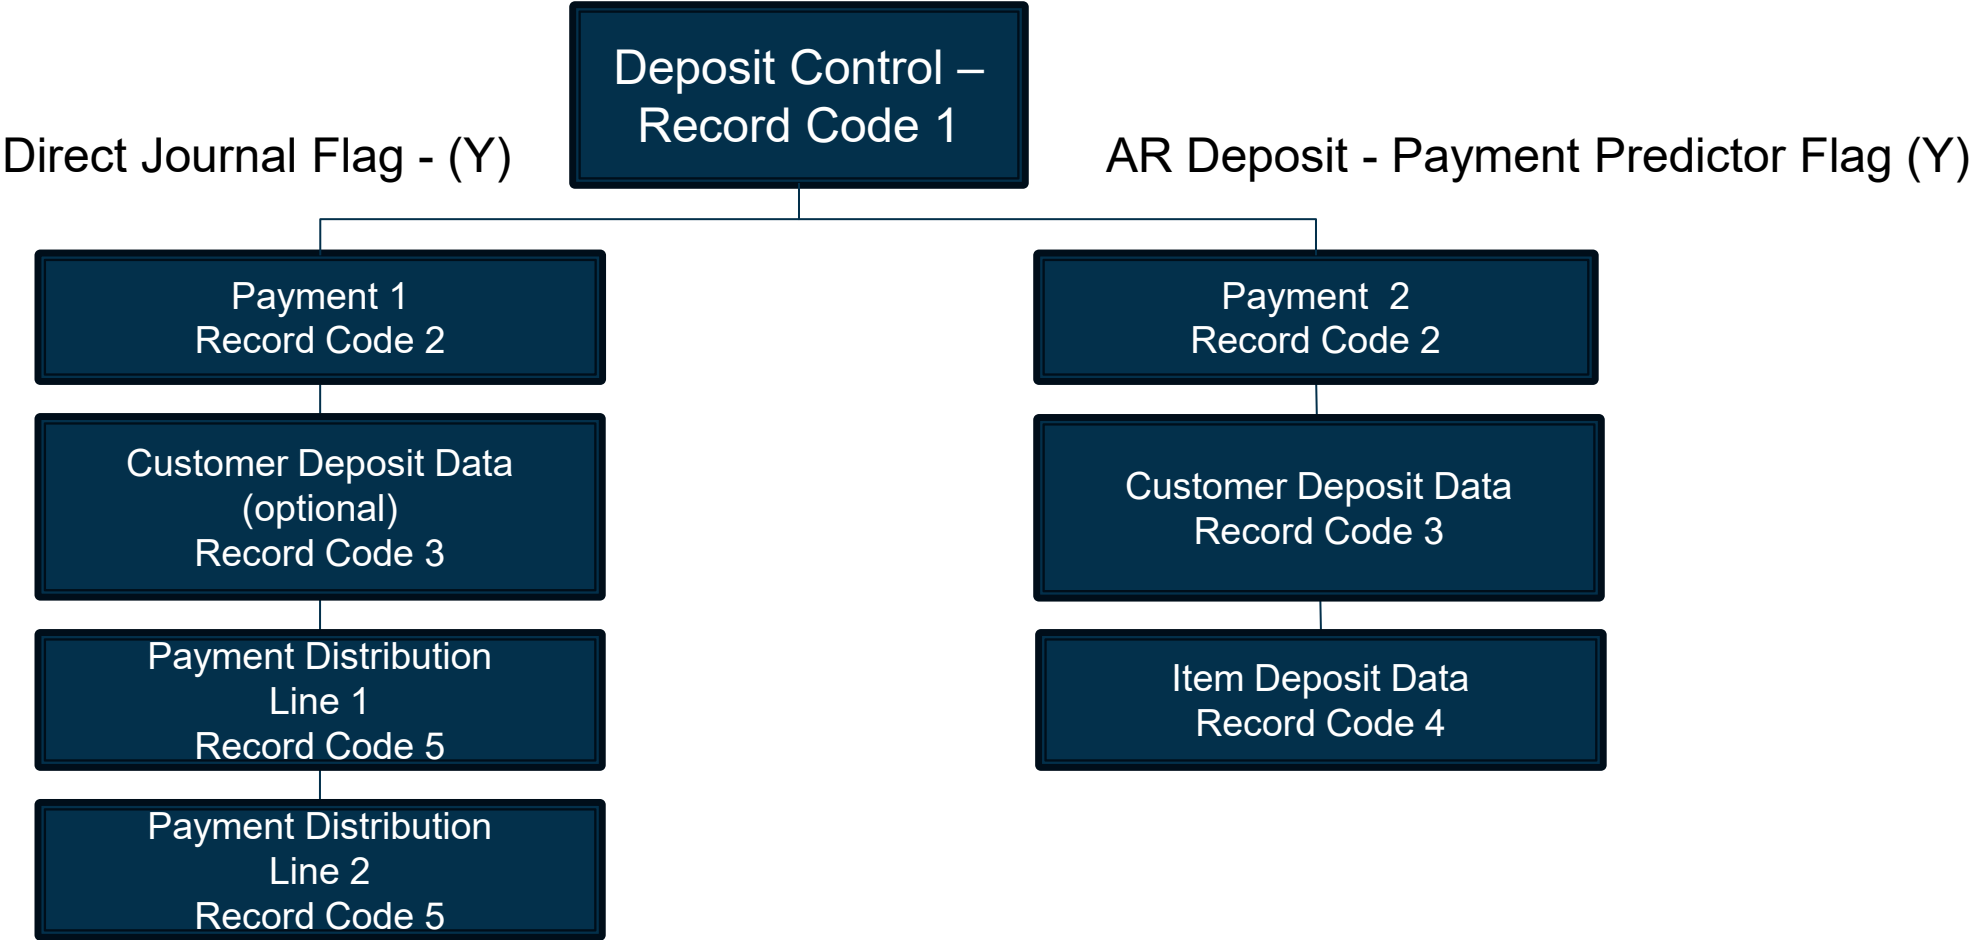 Deposit Control –
Record Code 1
Direct Journal Flag - (Y)
AR Deposit - Payment Predictor Flag (Y)
Payment 1
Record Code 2
Customer Deposit Data
(optional)
Record Code 3
Payment Distribution
Line 1
Record Code 5
Payment Distribution
Line 2
Record Code 5
Payment  2
Record Code 2
Customer Deposit Data
Record Code 3
Item Deposit Data
Record Code 4